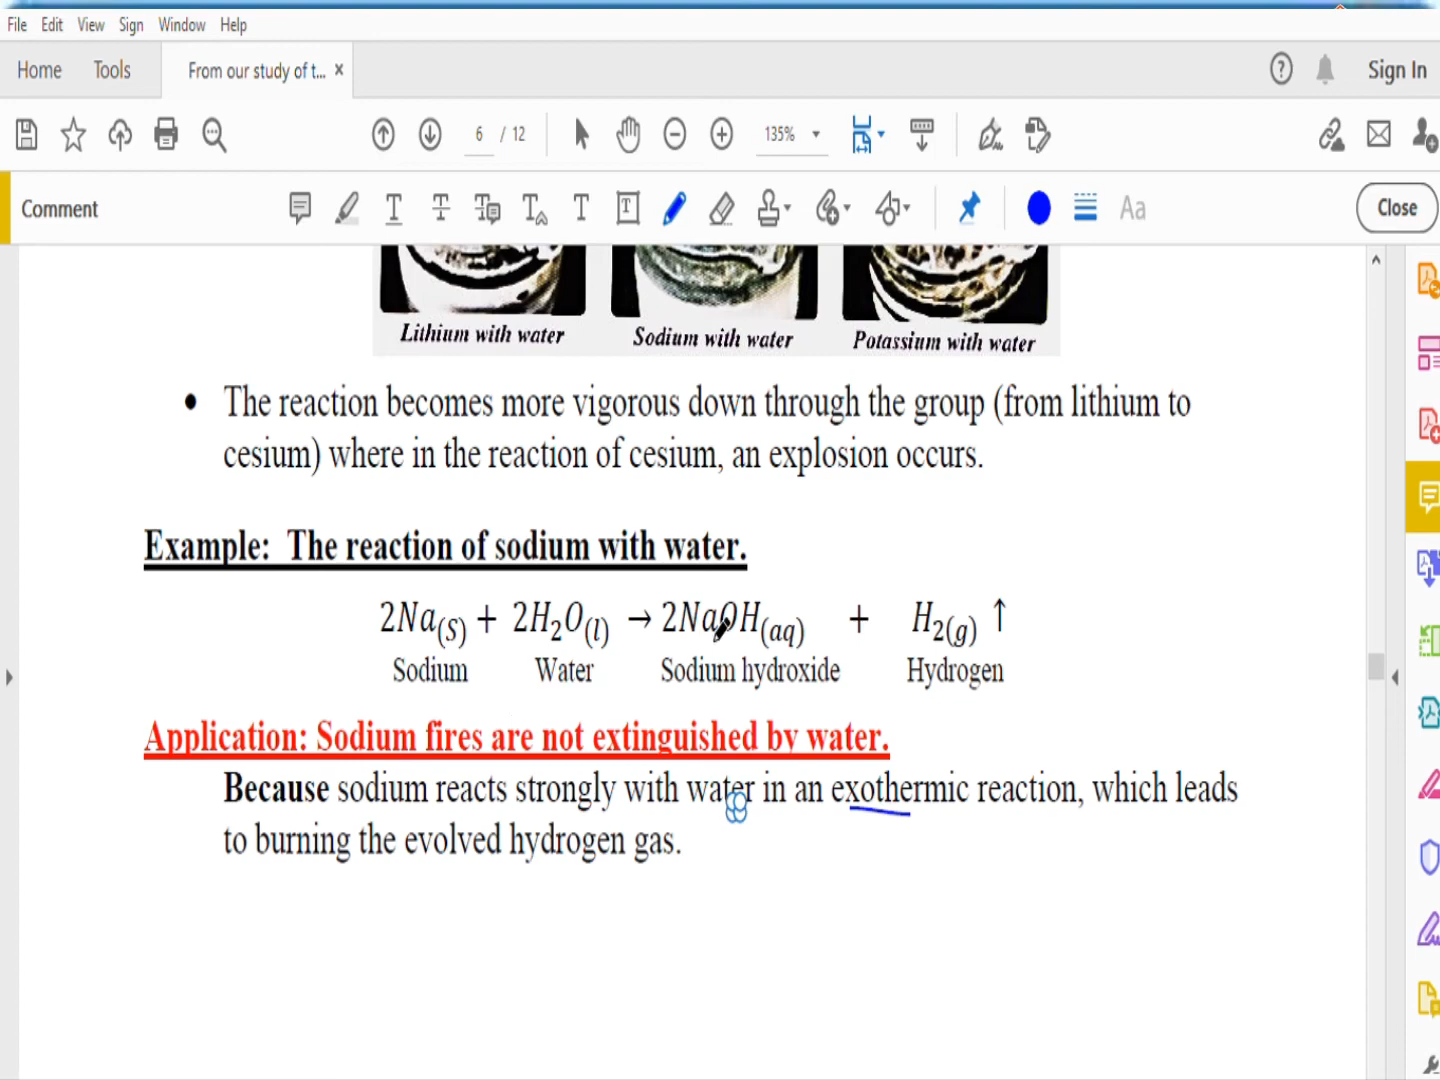 File Edit View Sign Window Help
Home Tools From our study of t... × Sign In
6 / 12 135%
Comment Close
Lithium with water Sodium with water Potassium with water
• The reaction becomes more vigorous down through the group (from lithium to
cesium) where in the reaction of cesium, an explosion occurs.
Example: The reaction of sodium with water.
2Na(S) + 2H₂O(l) → 2NaOH(aq) + H₂(g) ↑
Sodium Water Sodium hydroxide Hydrogen
Application: Sodium fires are not extinguished by water.
Because sodium reacts strongly with water in an exothermic reaction, which leads
to burning the evolved hydrogen gas.